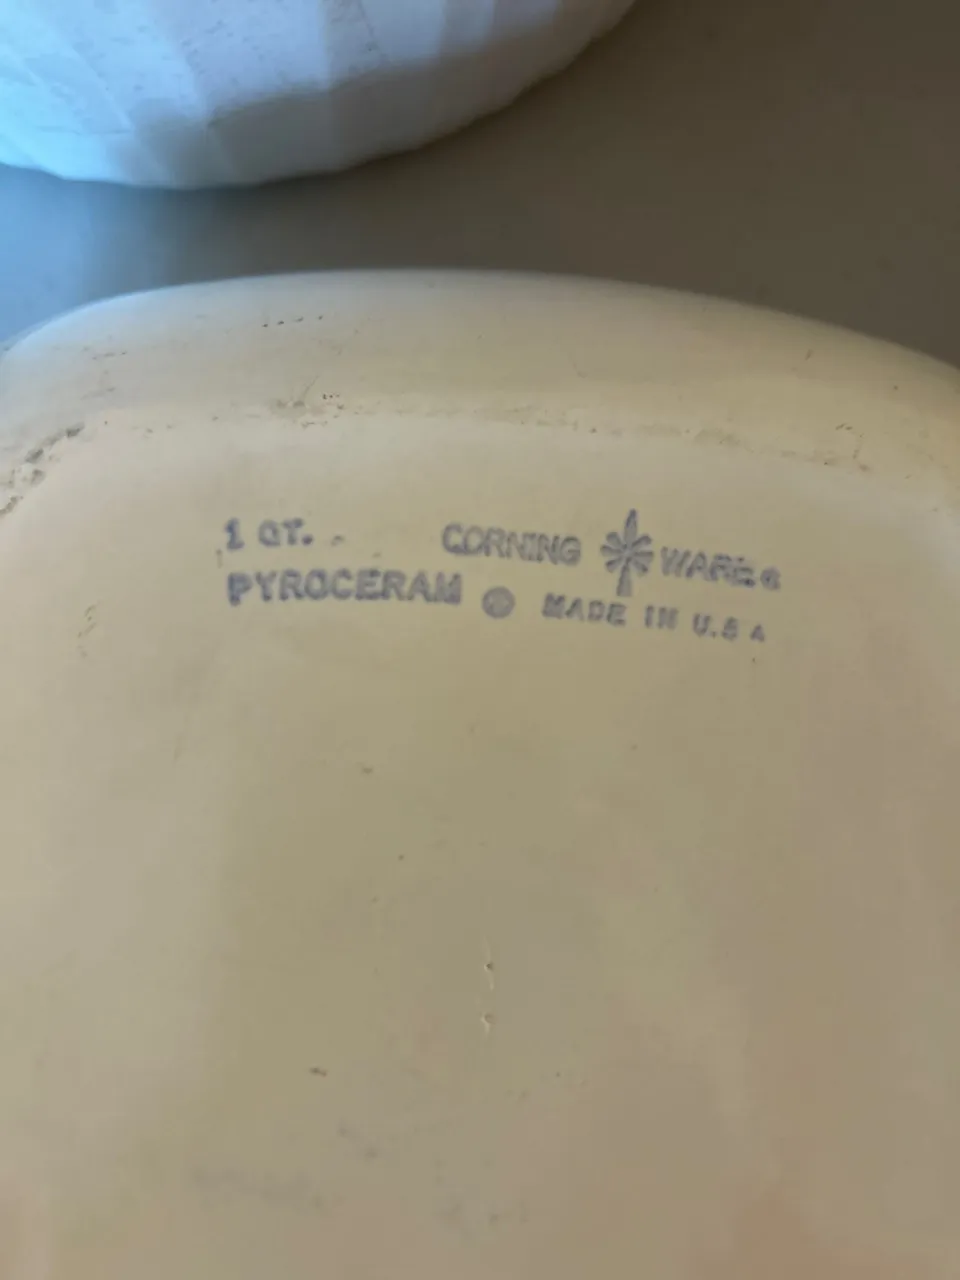 1 QT. CORNING WARE ®
PYROCERAM ® MADE IN U.S.A